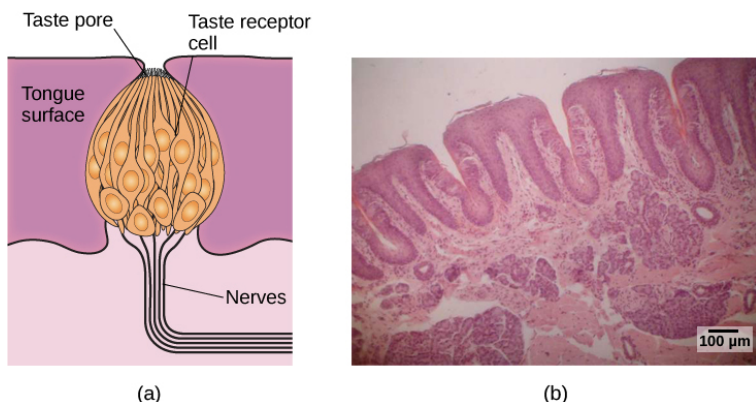 Taste pore
Taste receptor
cell
Tongue
surface
Nerves
100 µm
(a)
(b)